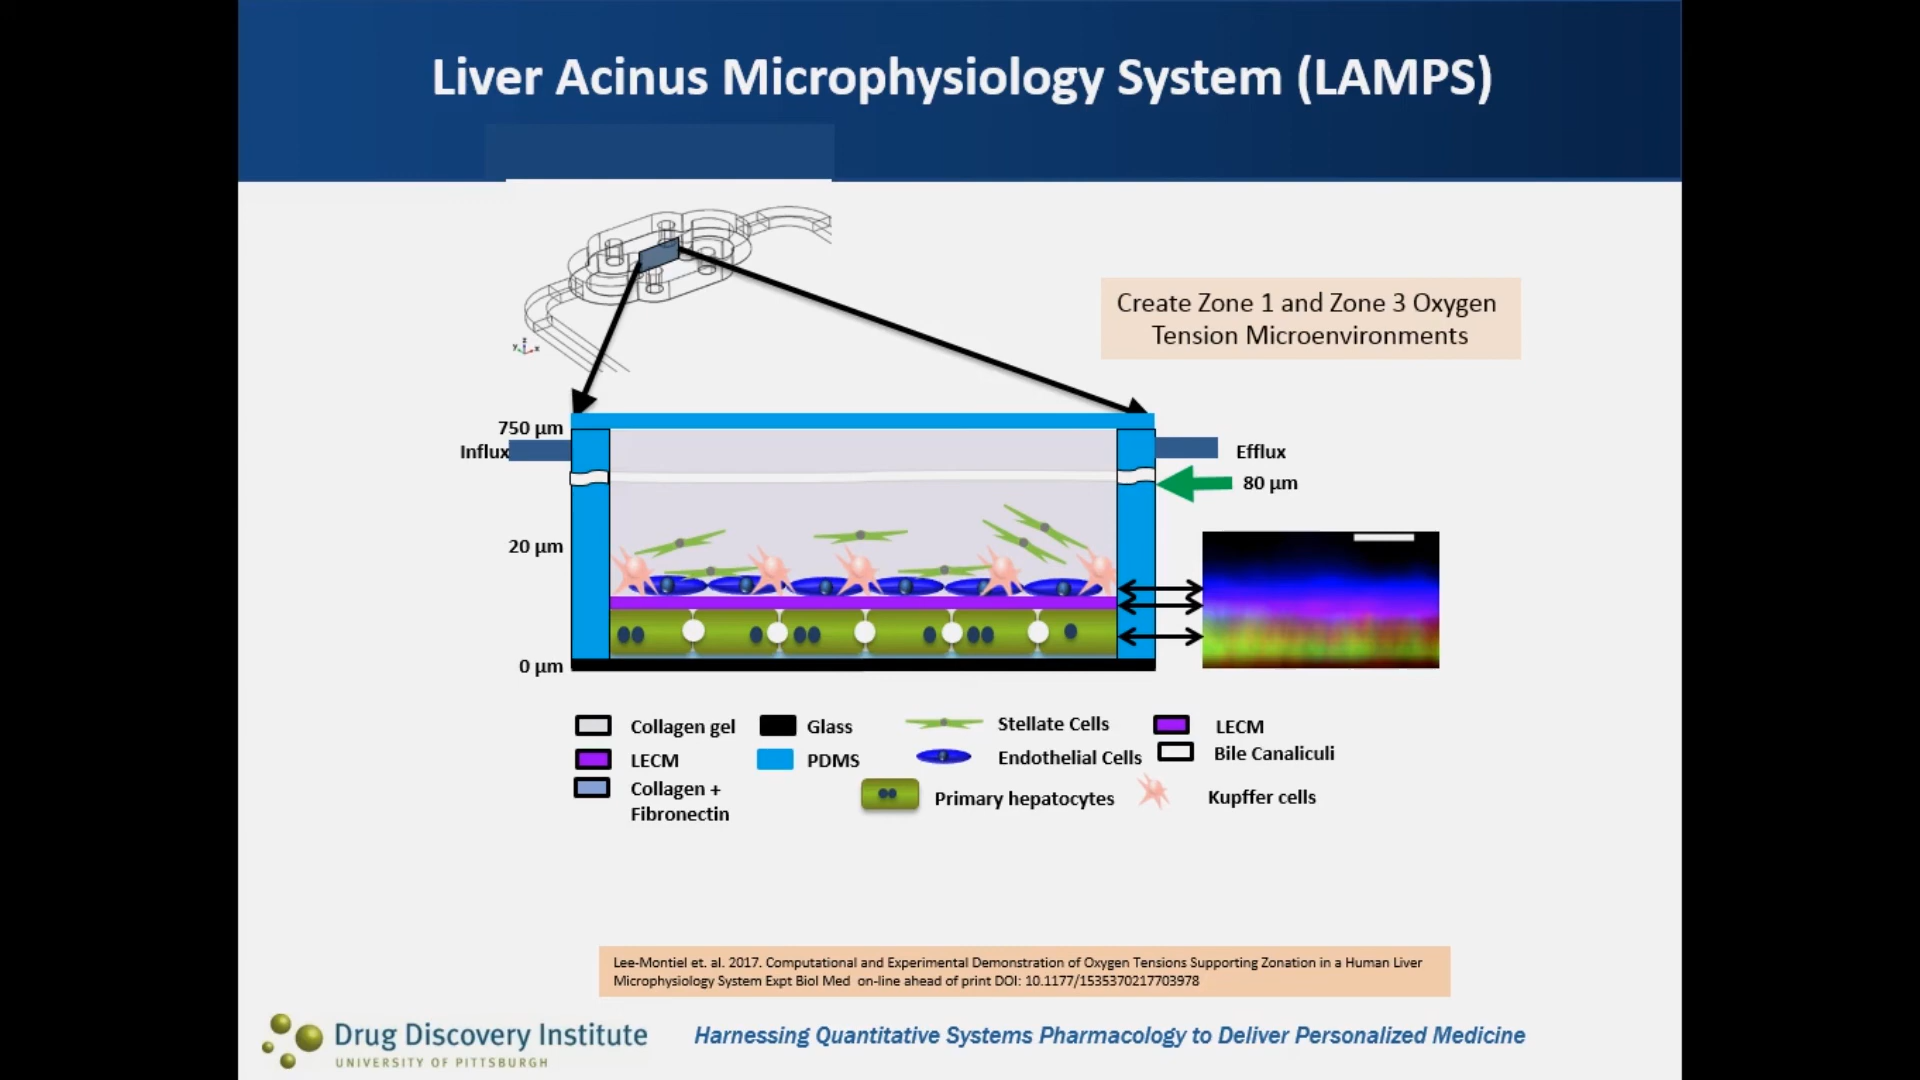 Liver Acinus Microphysiology System (LAMPS)
Create Zone 1 and Zone 3 Oxygen
Tension Microenvironments
750 µm
Influx
Efflux
80 µm
20 µm
0 µm
Collagen gel
Glass
Stellate Cells
LECM
LECM
PDMS
Endothelial Cells
Bile Canaliculi
Collagen +
Fibronectin
Primary hepatocytes
Kupffer cells
Lee-Montiel et. al. 2017. Computational and Experimental Demonstration of Oxygen Tensions Supporting Zonation in a Human Liver
Microphysiology System Expt Biol Med on-line ahead of print DOI: 10.1177/1535370217703978
Drug Discovery Institute
UNIVERSITY OF PITTSBURGH
Harnessing Quantitative Systems Pharmacology to Deliver Personalized Medicine